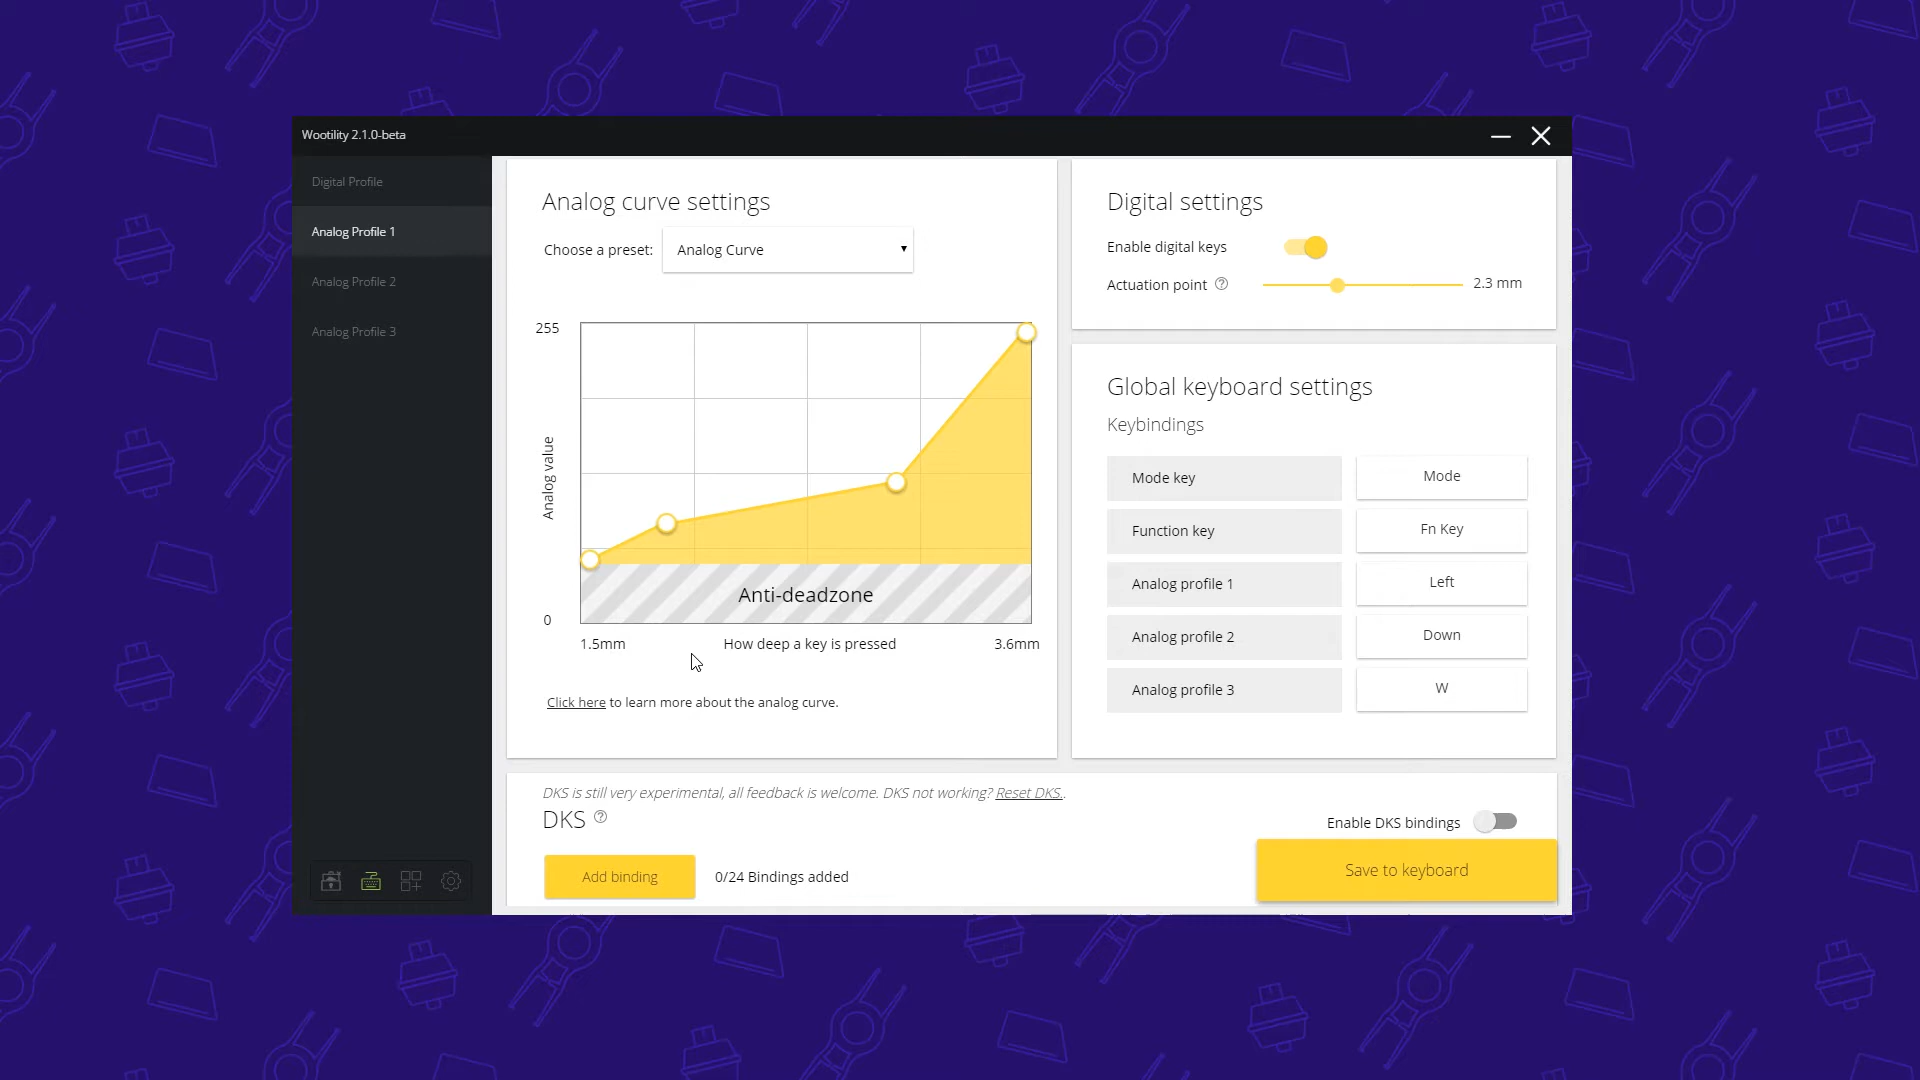 Wootility 2.1.0-beta
Digital Profile
Analog Profile 1
Analog Profile 2
Analog Profile 3
Analog curve settings
Choose a preset: Analog Curve
255
Analog value
0
Anti-deadzone
1.5mm How deep a key is pressed 3.6mm
Click here to learn more about the analog curve.
Digital settings
Enable digital keys
Actuation point ? 2.3 mm
Global keyboard settings
Keybindings
Mode key Mode
Function key Fn Key
Analog profile 1 Left
Analog profile 2 Down
Analog profile 3 W
DKS is still very experimental, all feedback is welcome. DKS not working? Reset DKS..
DKS ?
Enable DKS bindings
Add binding 0/24 Bindings added
Save to keyboard